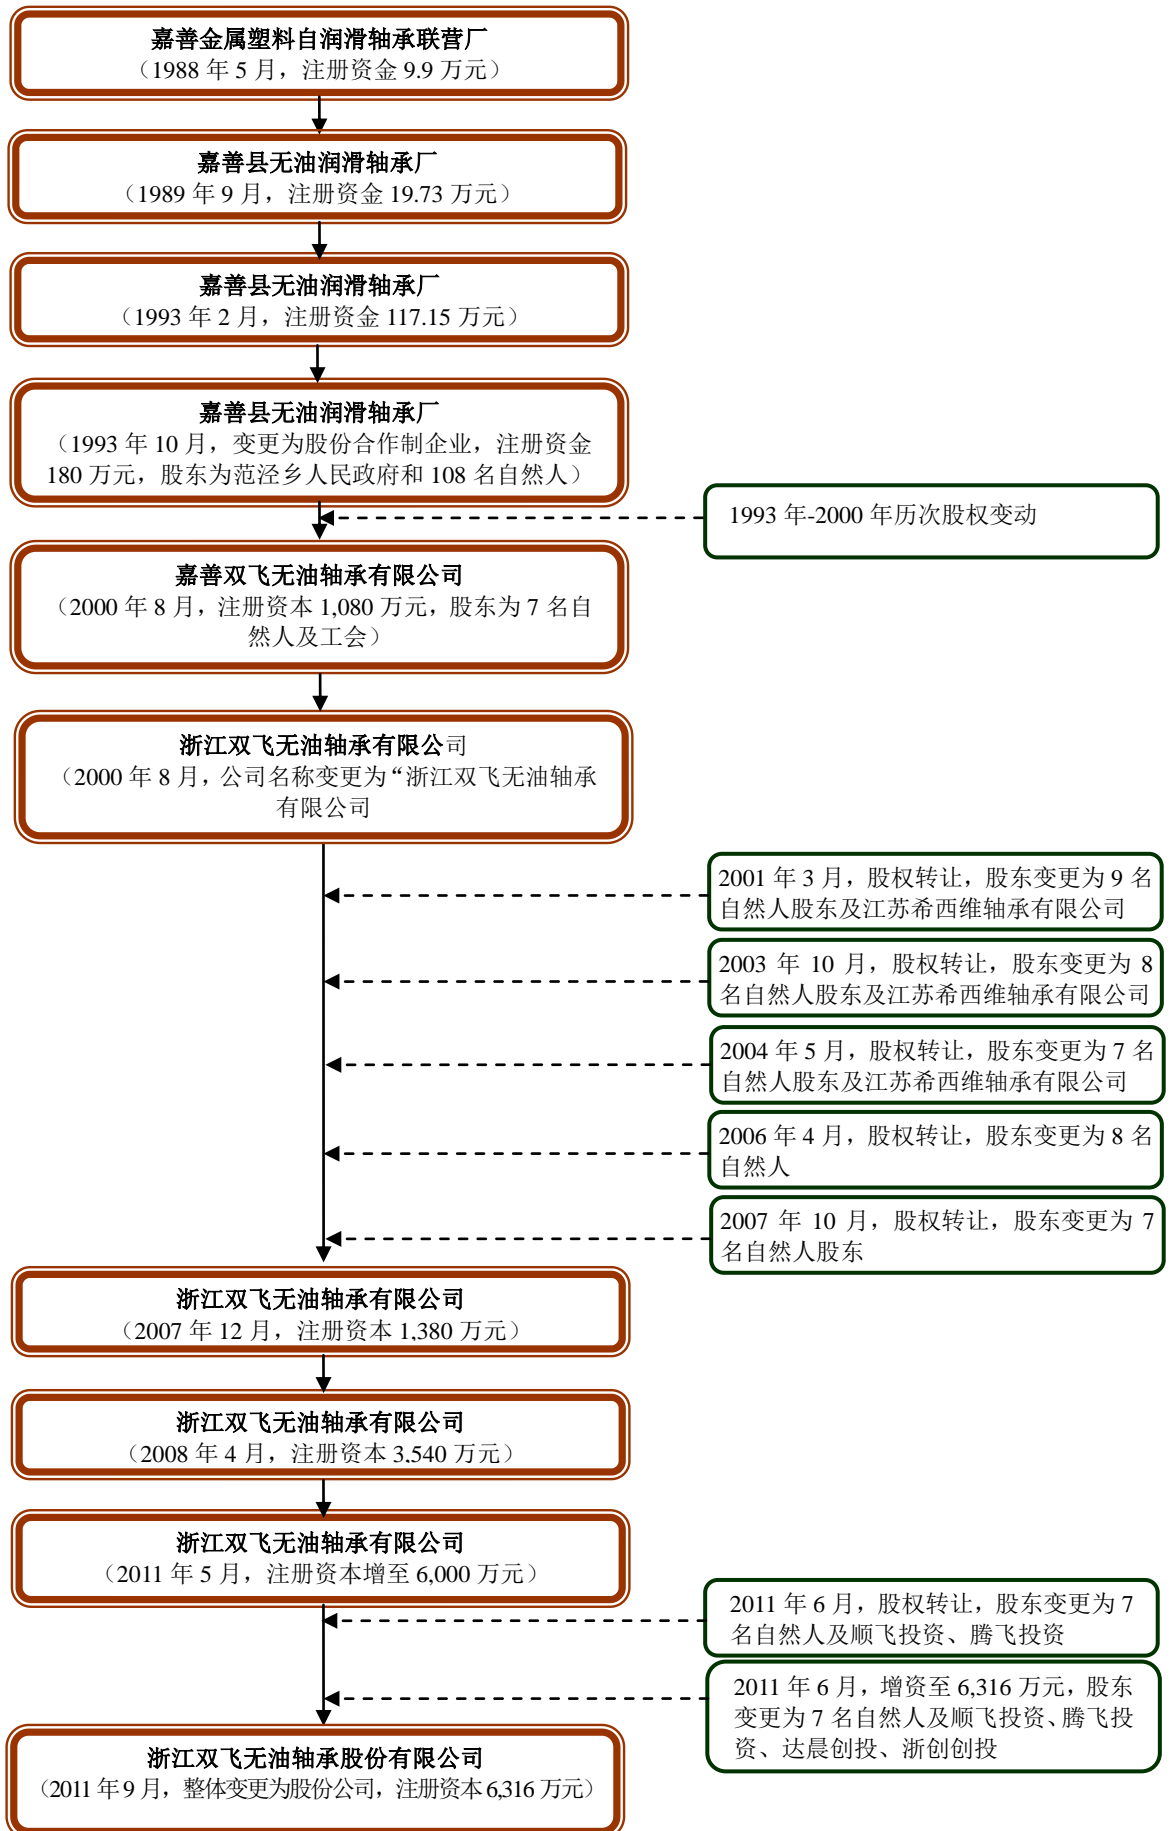 嘉善金属塑料自润滑轴承联营厂
（1988 年 5 月，注册资金 9.9 万元）
嘉善县无油润滑轴承厂
（1989 年 9 月，注册资金 19.73 万元）
嘉善县无油润滑轴承厂
（1993 年 2 月，注册资金 117.15 万元）
嘉善县无油润滑轴承厂
（1993 年 10 月，变更为股份合作制企业，注册资金
180 万元，股东为范泾乡人民政府和 108 名自然人）
1993 年-2000 年历次股权变动
嘉善双飞无油轴承有限公司
（2000 年 8 月，注册资本 1,080 万元，股东为 7 名自
然人及工会）
浙江双飞无油轴承有限公司
（2000 年 8 月，公司名称变更为“浙江双飞无油轴承
有限公司
2001 年 3 月，股权转让，股东变更为 9 名
自然人股东及江苏希西维轴承有限公司
2003 年 10 月，股权转让，股东变更为 8
名自然人股东及江苏希西维轴承有限公司
2004 年 5 月，股权转让，股东变更为 7 名
自然人股东及江苏希西维轴承有限公司
2006 年 4 月，股权转让，股东变更为 8 名
自然人
2007 年 10 月，股权转让，股东变更为 7
名自然人股东
浙江双飞无油轴承有限公司
（2007 年 12 月，注册资本 1,380 万元）
浙江双飞无油轴承有限公司
（2008 年 4 月，注册资本 3,540 万元）
浙江双飞无油轴承有限公司
（2011 年 5 月，注册资本增至 6,000 万元）
2011 年 6 月，股权转让，股东变更为 7
名自然人及顺飞投资、腾飞投资
2011 年 6 月，增资至 6,316 万元，股东
变更为 7 名自然人及顺飞投资、腾飞投
资、达晨创投、浙创创投
浙江双飞无油轴承股份有限公司
（2011 年 9 月，整体变更为股份公司，注册资本 6,316 万元）